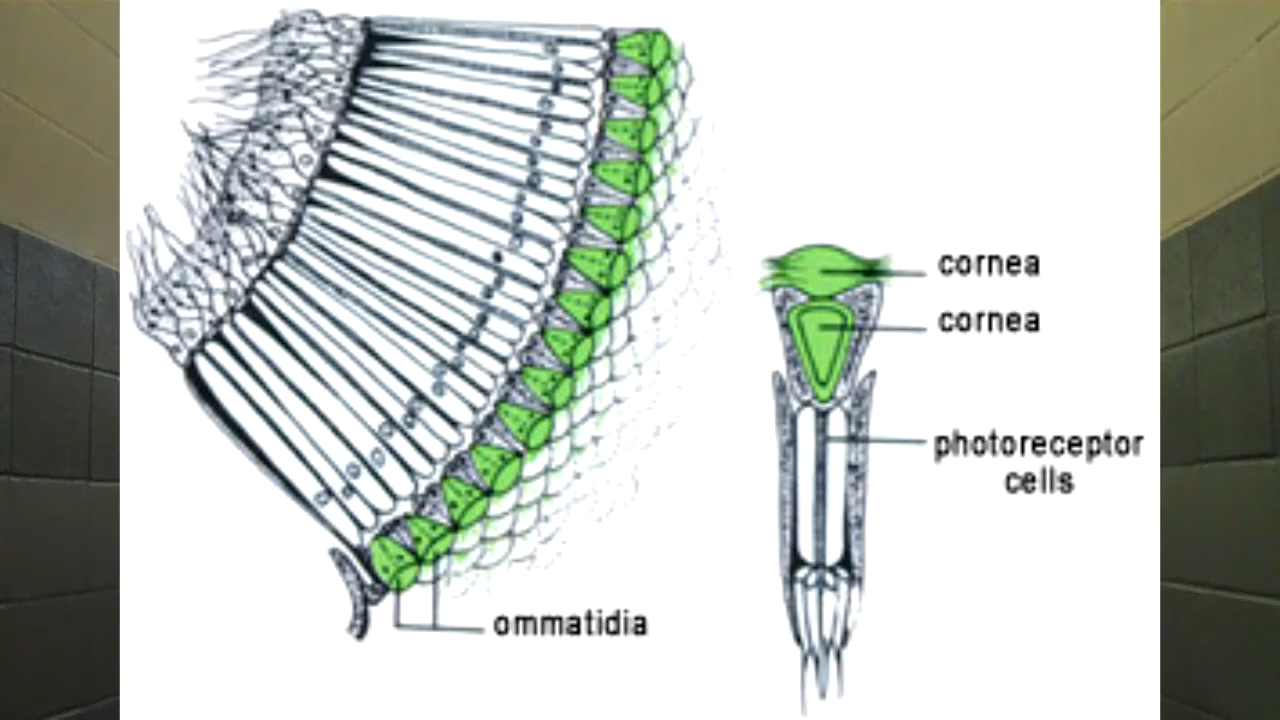 cornea
cornea
photoreceptor
cells
ommatidia